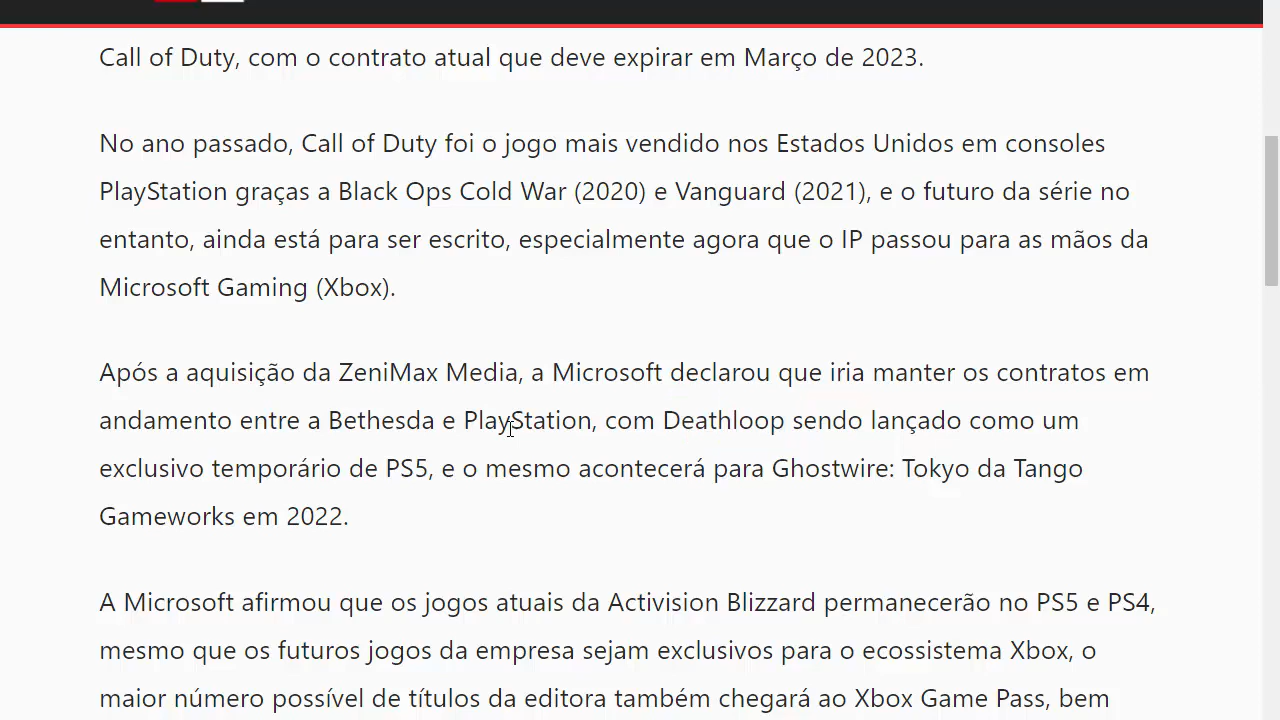 Call of Duty, com o contrato atual que deve expirar em Março de 2023.
No ano passado, Call of Duty foi o jogo mais vendido nos Estados Unidos em consoles
PlayStation graças a Black Ops Cold War (2020) e Vanguard (2021), e o futuro da série no
entanto, ainda está para ser escrito, especialmente agora que o IP passou para as mãos da
Microsoft Gaming (Xbox).
Após a aquisição da ZeniMax Media, a Microsoft declarou que iria manter os contratos em
andamento entre a Bethesda e PlayStation, com Deathloop sendo lançado como um
exclusivo temporário de PS5, e o mesmo acontecerá para Ghostwire: Tokyo da Tango
Gameworks em 2022.
A Microsoft afirmou que os jogos atuais da Activision Blizzard permanecerão no PS5 e PS4,
mesmo que os futuros jogos da empresa sejam exclusivos para o ecossistema Xbox, o
maior número possível de títulos da editora também chegará ao Xbox Game Pass, bem